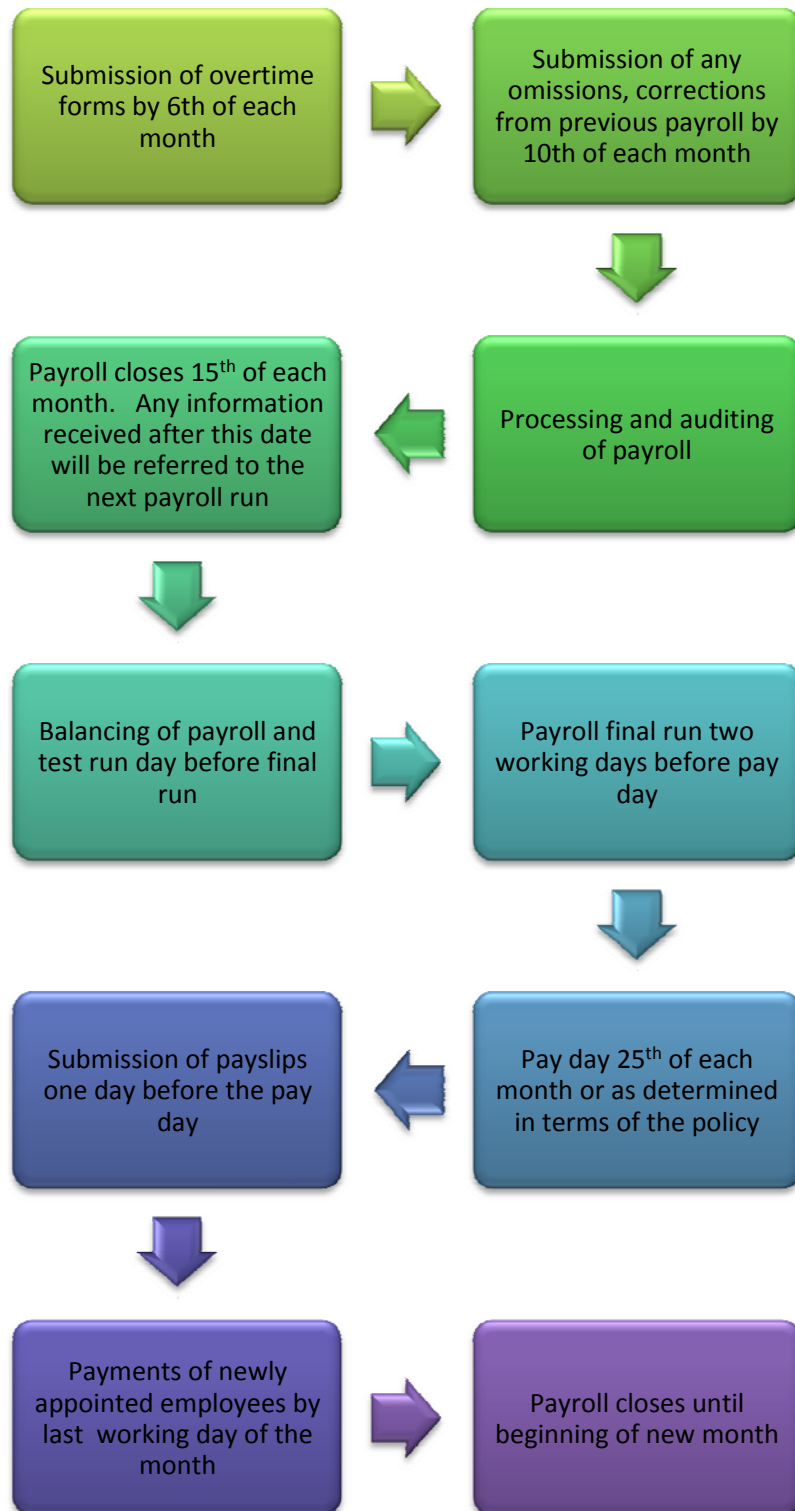 Submission of overtime
forms by 6th of each
month
Submission of any
omissions, corrections
from previous payroll by
10th of each month
Processing and auditing
of payroll
Payroll closes 15th of each
month.   Any information
received after this date
will be referred to the
next payroll run
Balancing of payroll and
test run day before final
run
Payroll final run two
working days before pay
day
Pay day 25th of each
month or as determined
in terms of the policy
Submission of payslips
one day before the pay
day
Payments of newly
appointed employees by
last  working day of the
month
Payroll closes until
beginning of new month